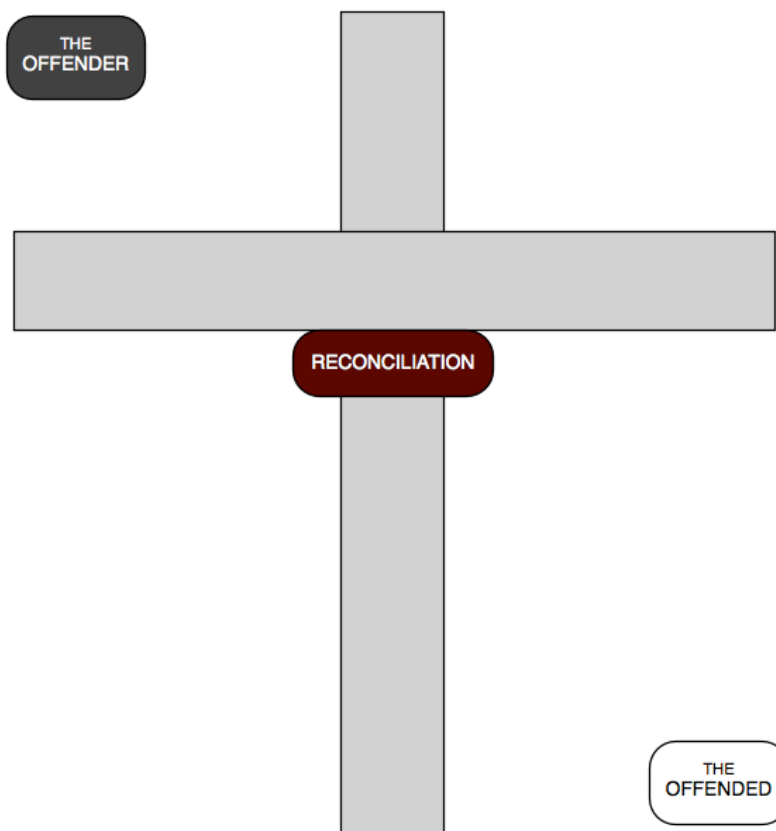 THE
OFFENDER
RECONCILIATION
THE
OFFENDED